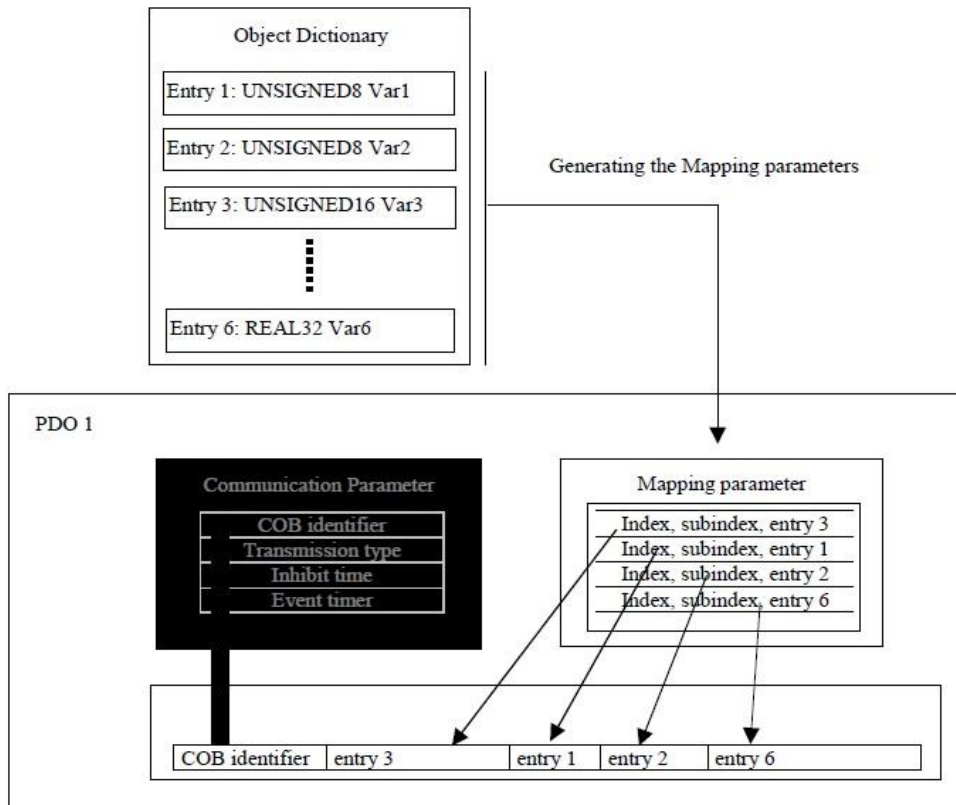 Object Dictionary
Entry 1: UNSIGNED8 Var1
Entry 2: UNSIGNED8 Var2
Entry 3: UNSIGNED16 Var3
Entry 6: REAL32 Var6
Generating the Mapping parameters
PDO 1
Communication Parameter
COB identifier
Transmission type
Inhibit time
Event timer
Mapping parameter
Index, subindex, entry 3
Index, subindex, entry 1
Index, subindex, entry 2
Index, subindex, entry 6
COB identifier entry 3 entry 1 entry 2 entry 6